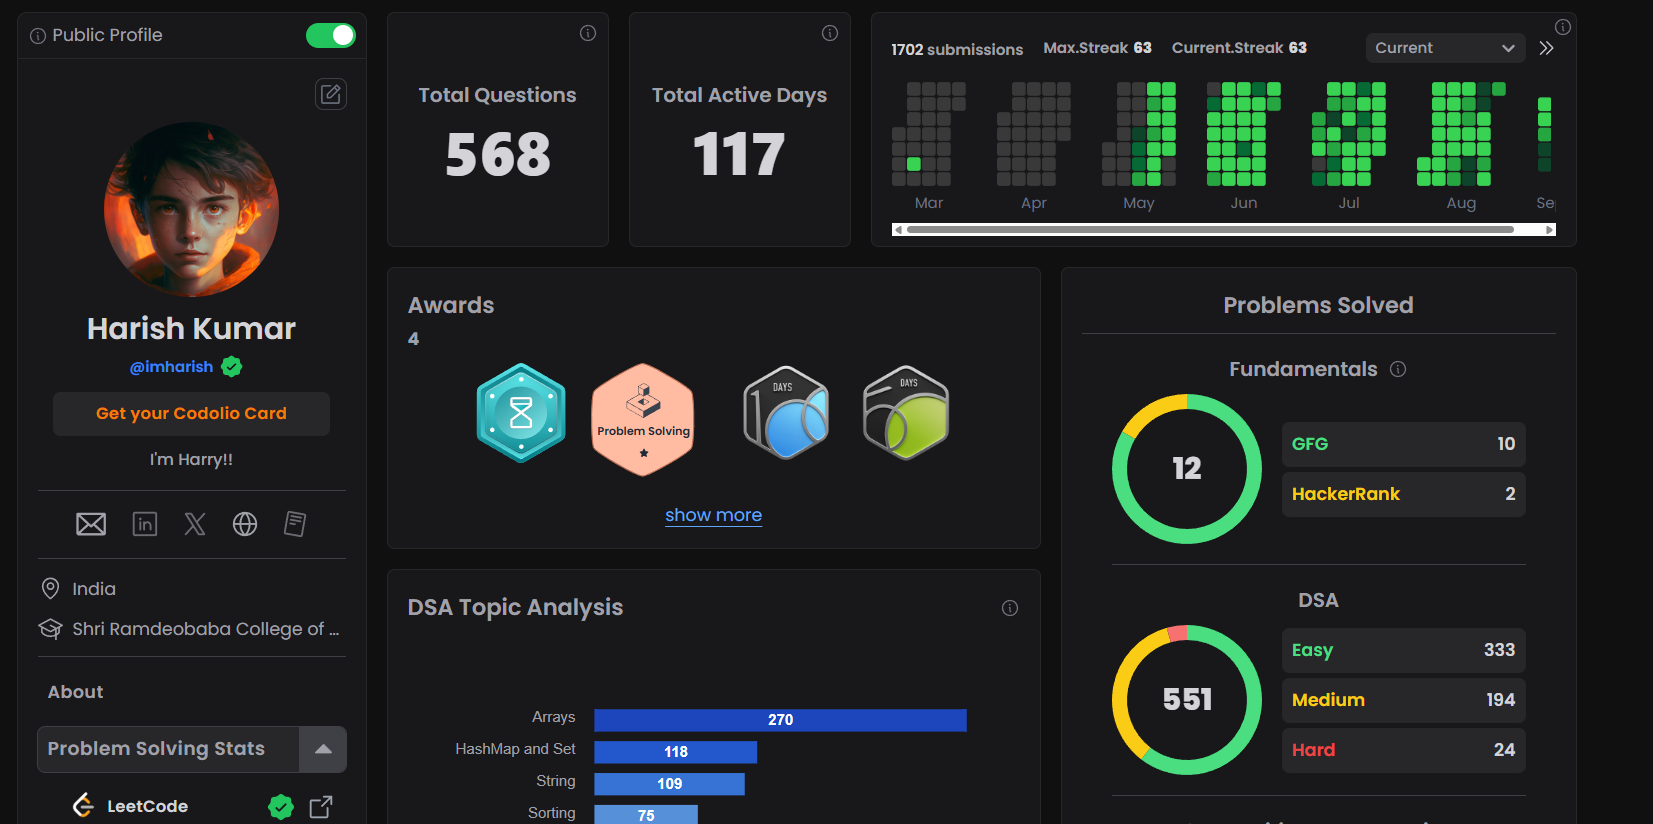 Public Profile
Harish Kumar
@imharish
Get your Codolio Card
I'm Harry!!
India
Shri Ramdeobaba College of ...
About
Problem Solving Stats
LeetCode
Total Questions
568
Total Active Days
117
1702 submissions Max.Streak 63 Current.Streak 63
Current
Mar Apr May Jun Jul Aug Se
Awards
4
Problem Solving
DAYS
100
DAYS
50
show more
DSA Topic Analysis
Arrays 270
HashMap and Set 118
String 109
Sorting 75
Problems Solved
Fundamentals
12
GFG 10
HackerRank 2
DSA
551
Easy 333
Medium 194
Hard 24